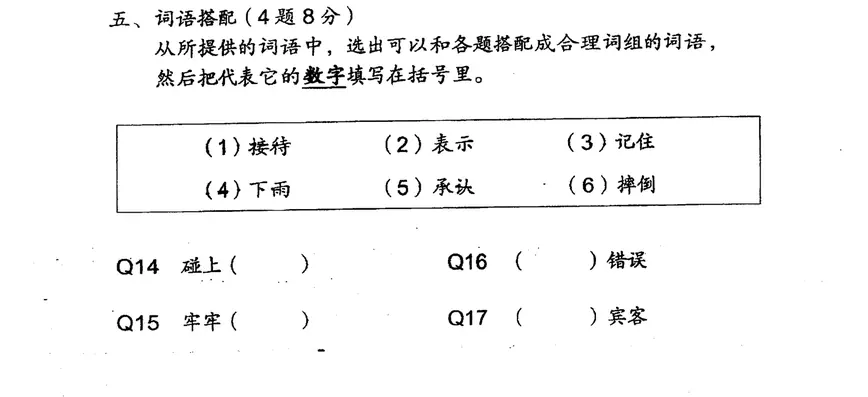 五、词语搭配(4题8分)
从所提供的词语中，选出可以和各题搭配成合理词组的词语，
然后把代表它的数字填写在括号里。
(1)接待 (2)表示 (3)记住
(4)下雨 (5)承认 (6)摔倒
Q14 碰上( ) Q16 ( )错误
Q15 牢牢( ) Q17 ( )宾客